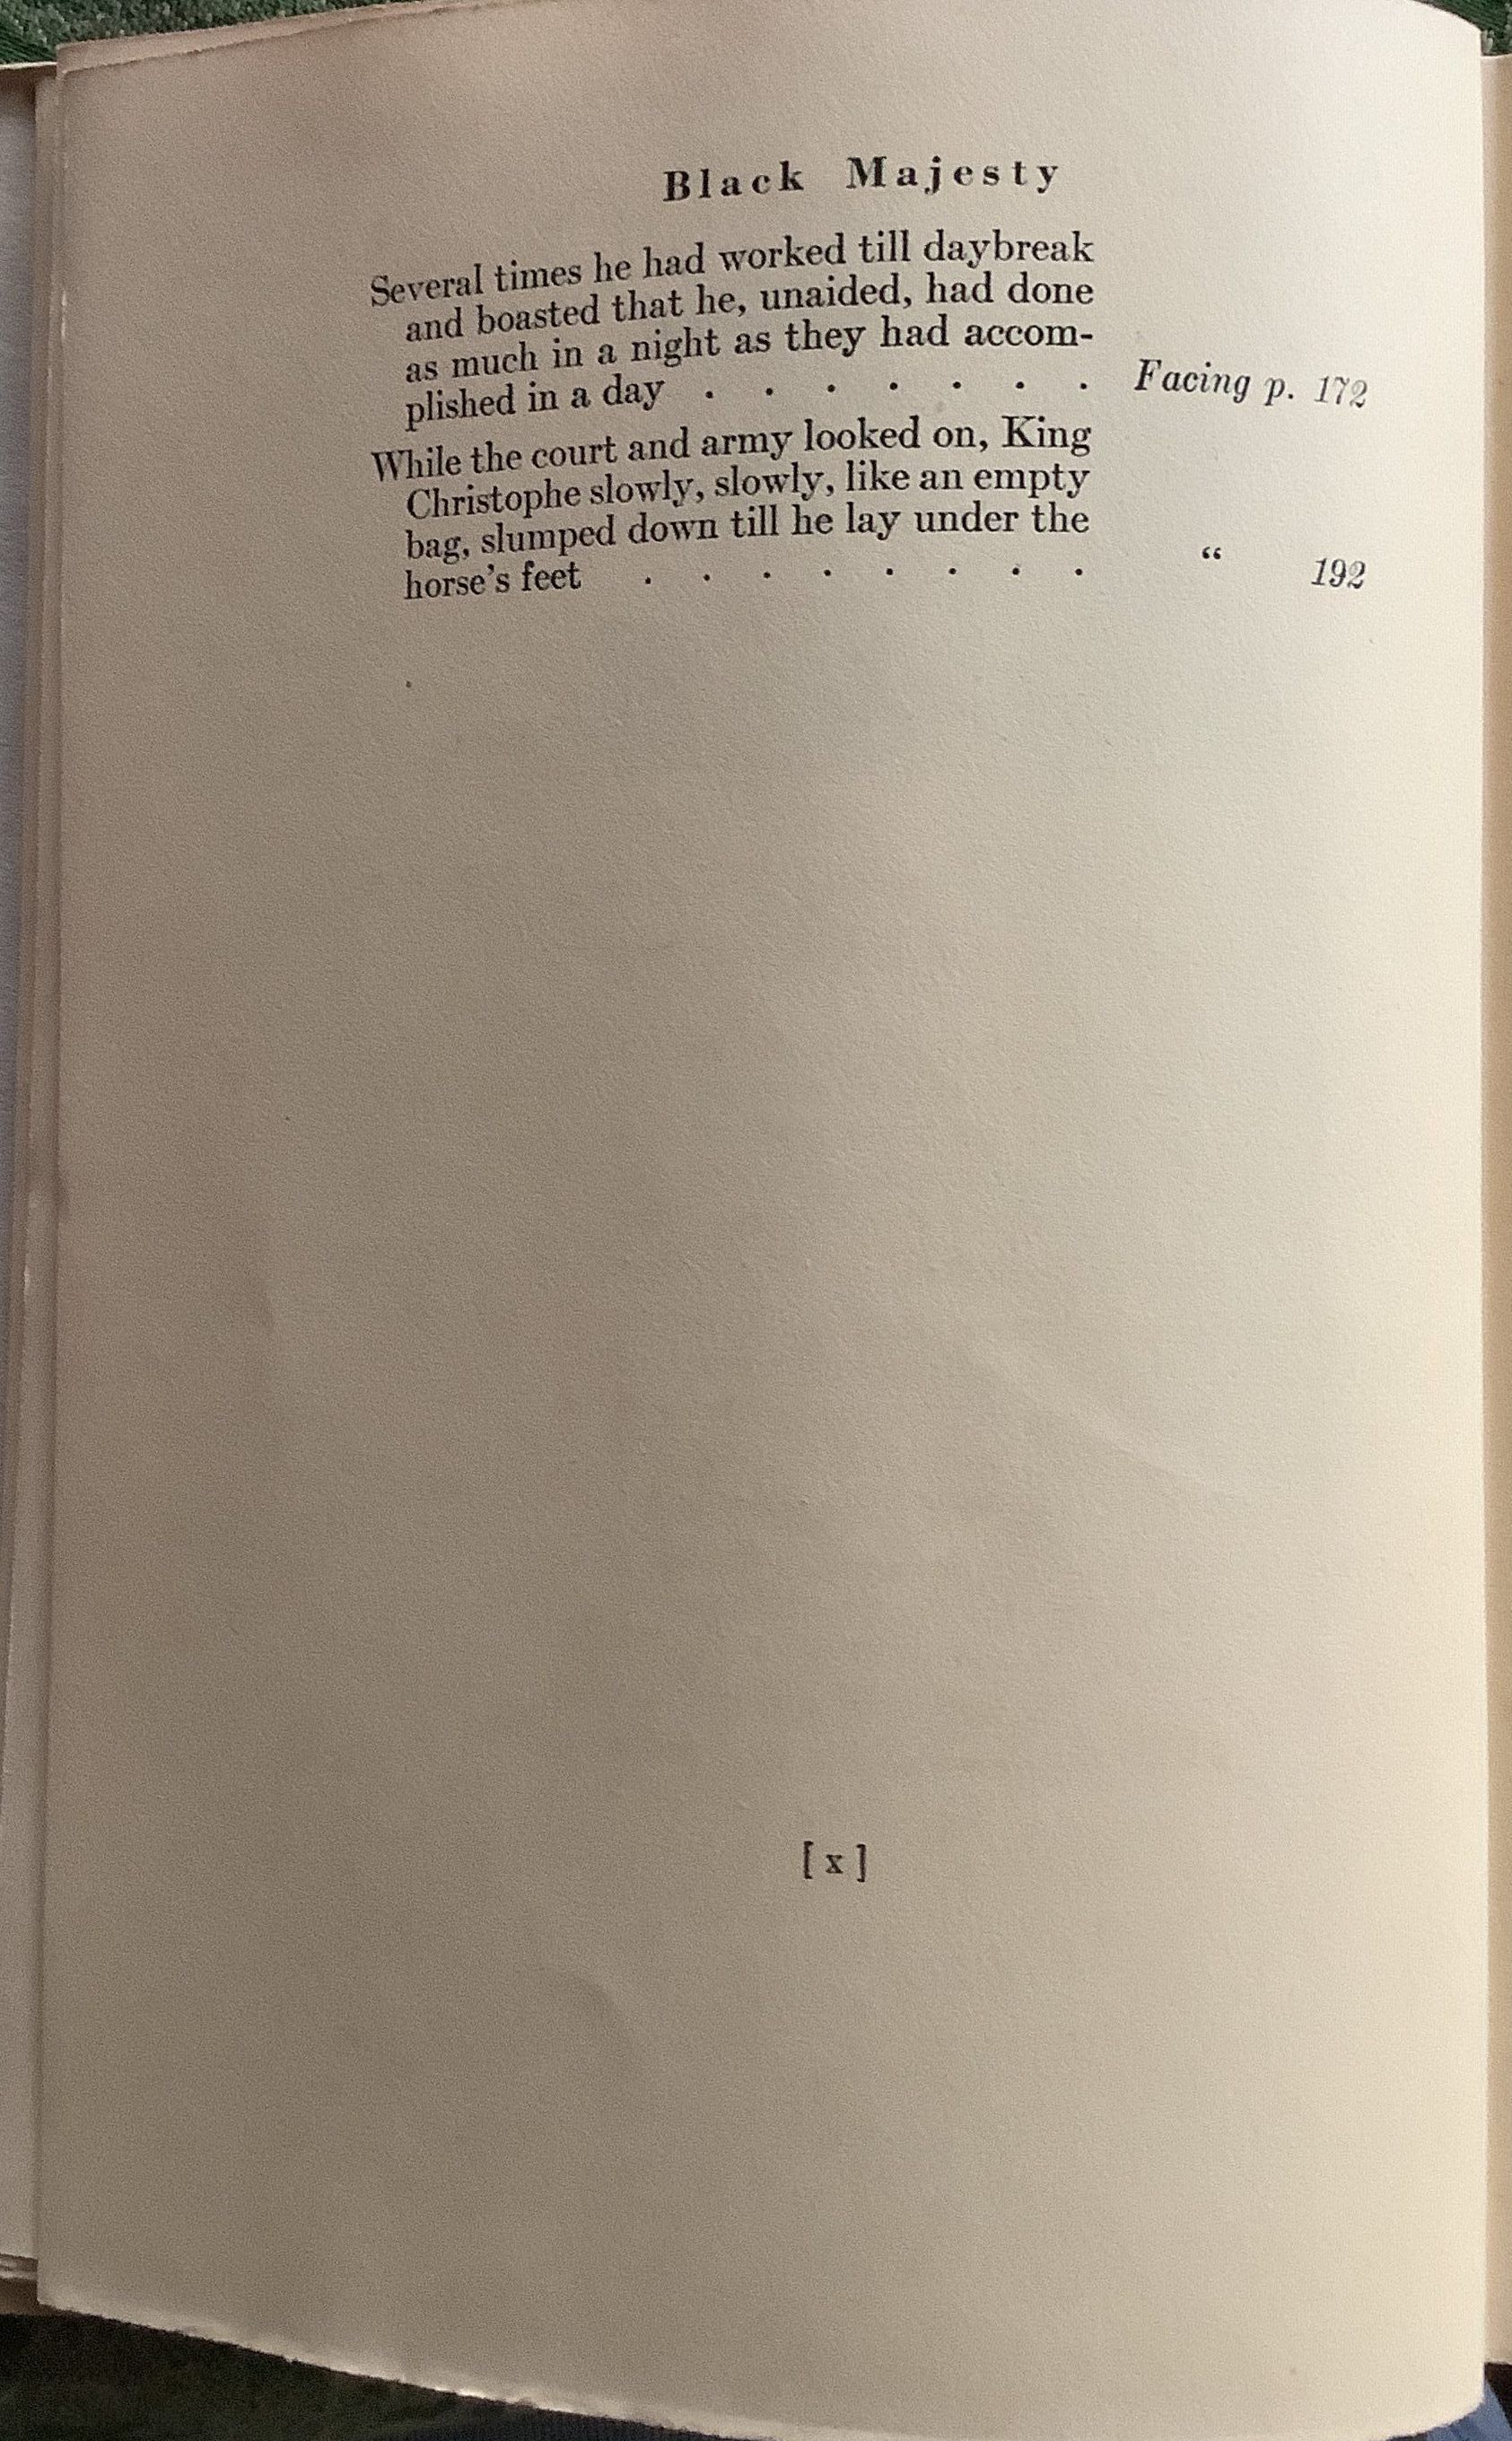 Black Majesty
Several times he had worked till daybreak
and boasted that he, unaided, had done
as much in a night as they had accom-
plished in a day . . . . . . . Facing p. 172
While the court and army looked on, King
Christophe slowly, slowly, like an empty
bag, slumped down till he lay under the
horse's feet . . . . . . . . “ 192
[x]